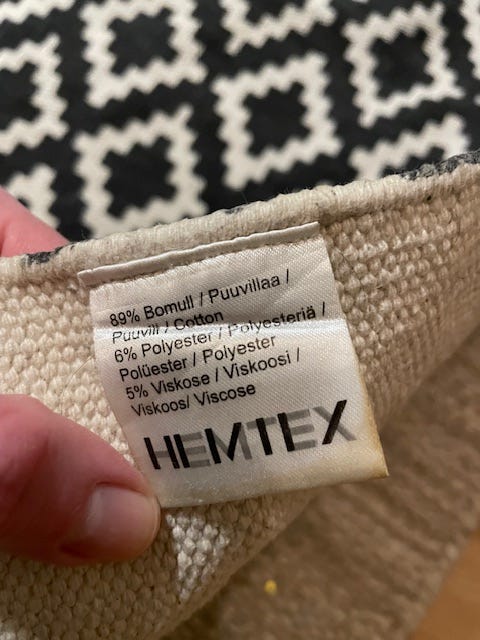 89% Bomull / Puuvillaa /
Puuvill / Cotton
6% Polyester / Polyesteriä /
Polüester / Polyester
5% Viskose / Viskoosi /
Viskoos/ Viscose
HEMTEX